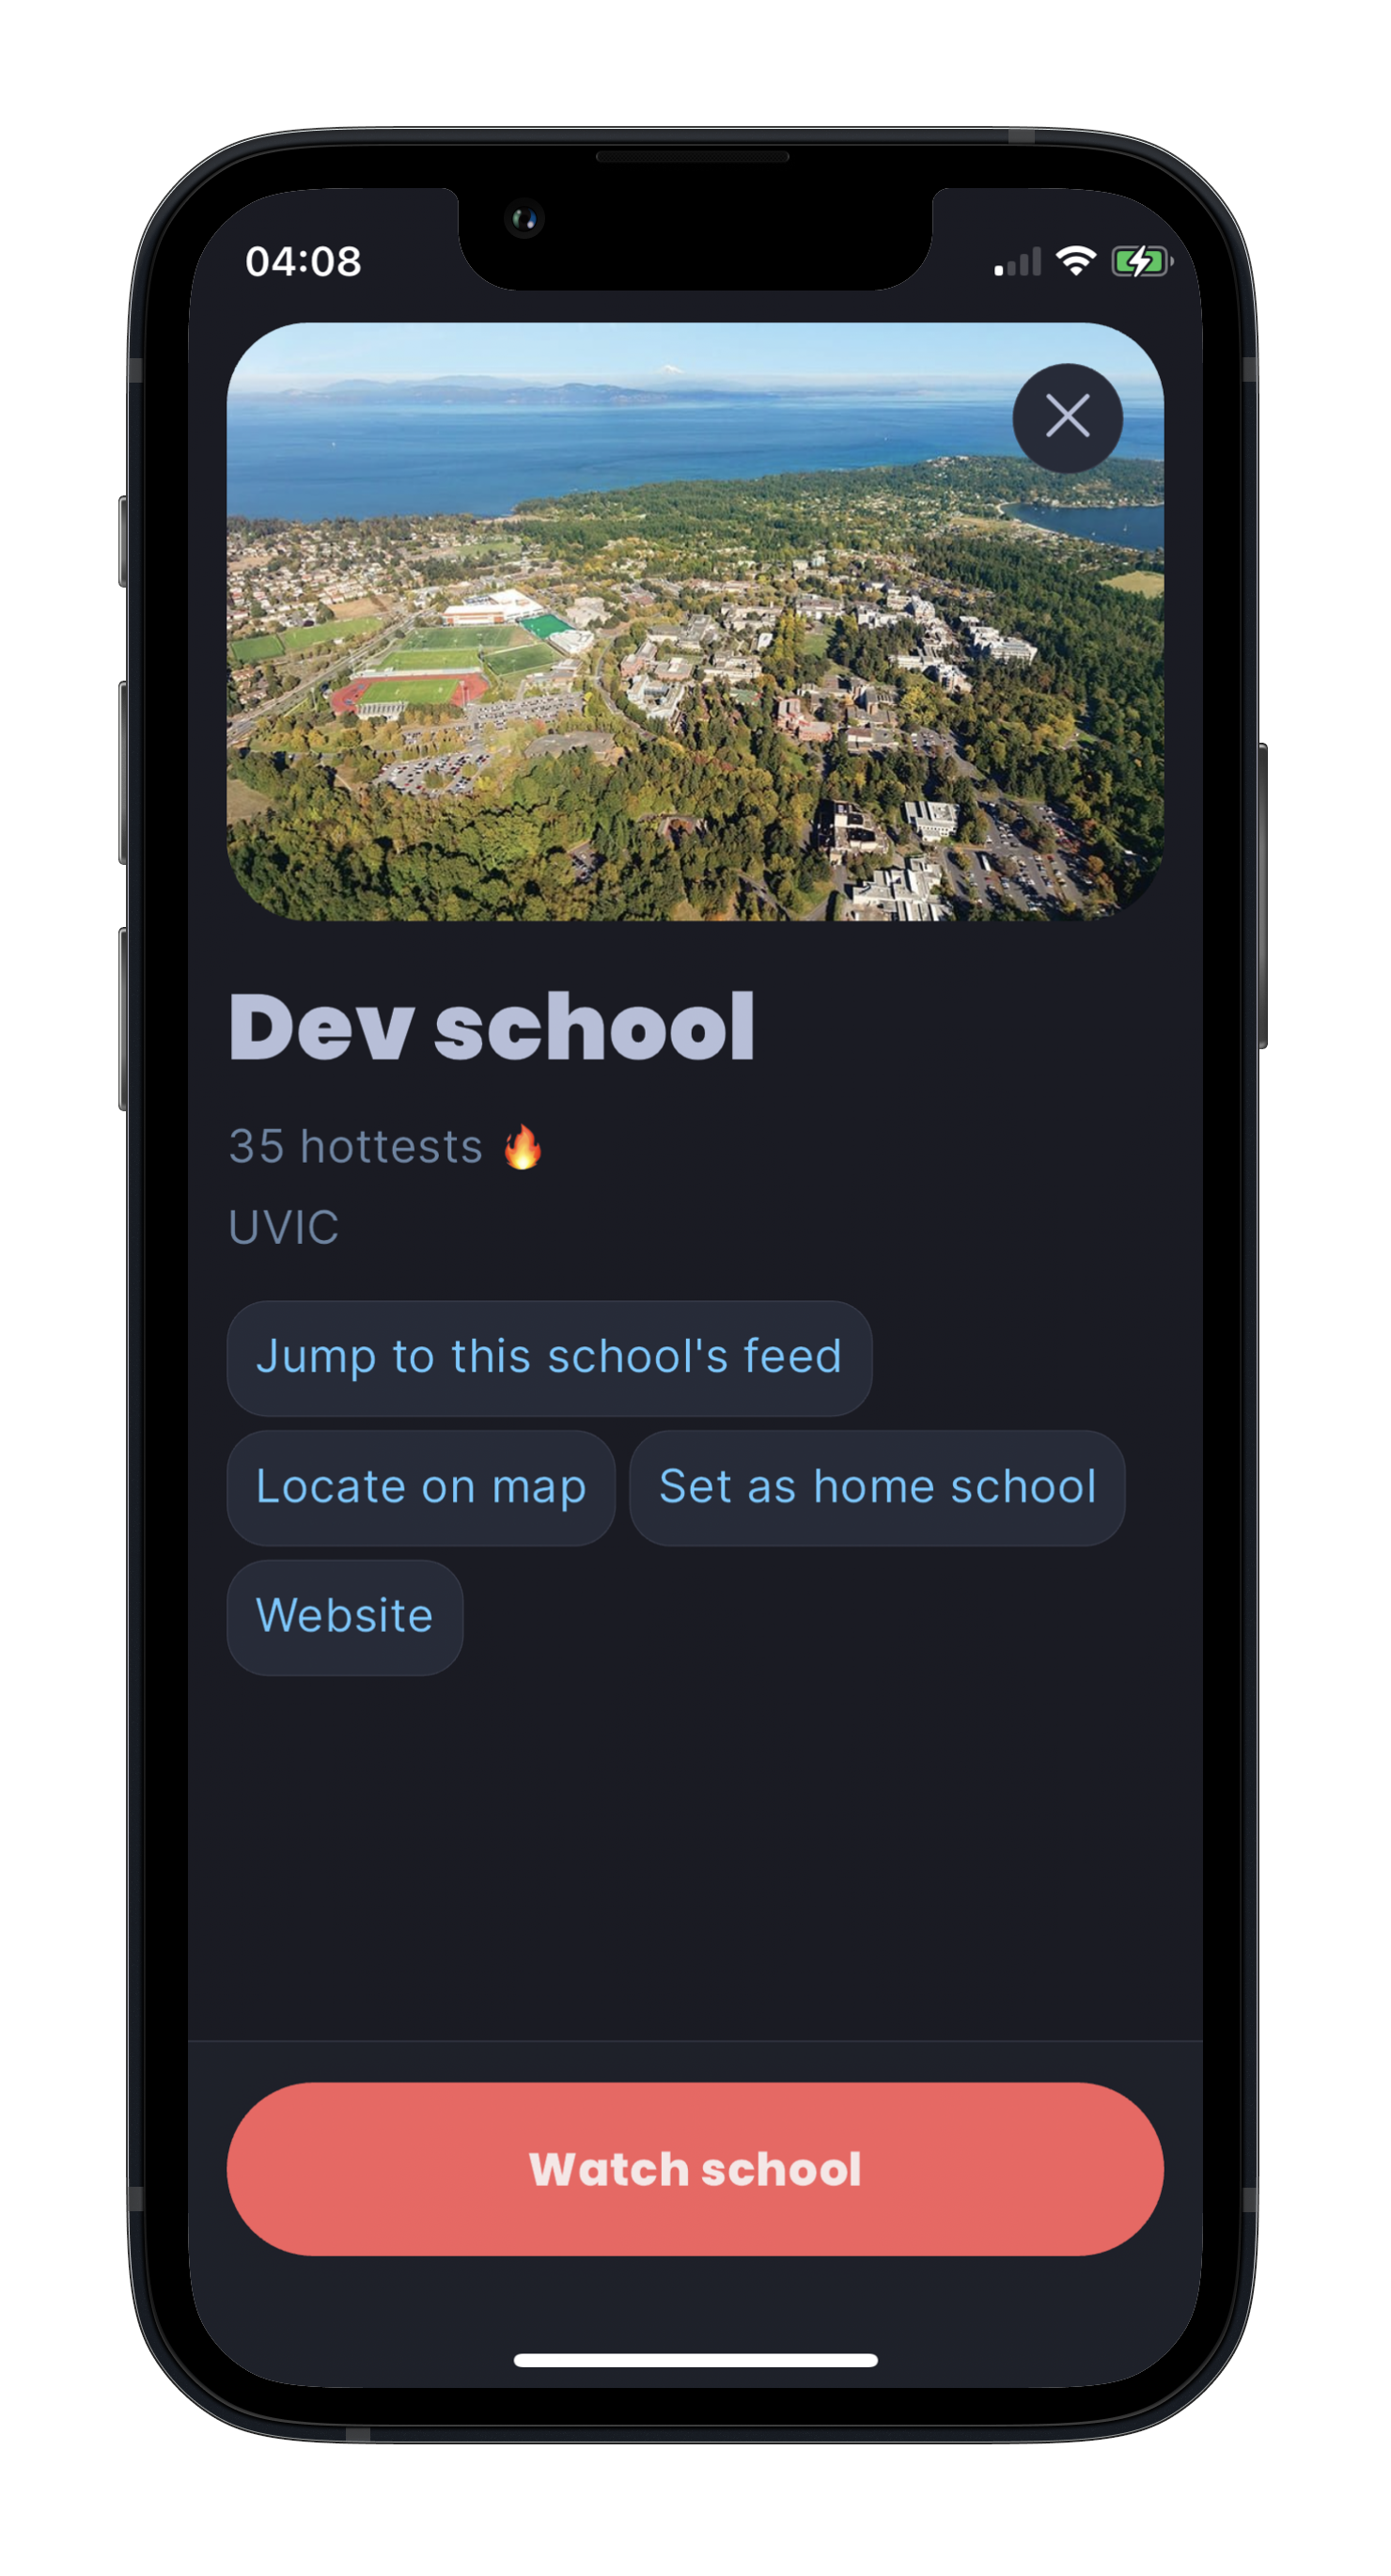 04:08
Dev school
35 hottests 🔥
UVIC
Jump to this school's feed
Locate on map
Set as home school
Website
Watch school